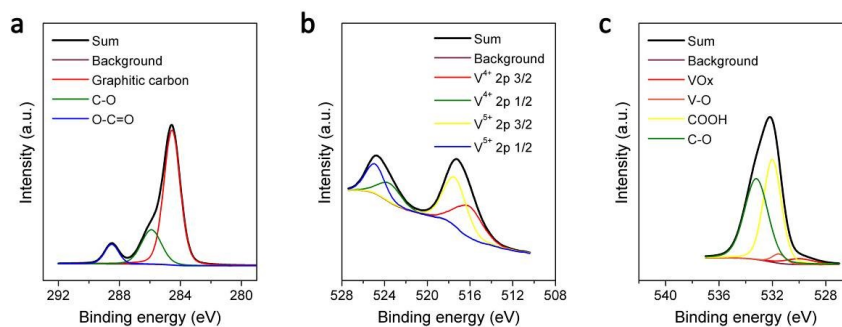 a
Sum
Background
Graphitic carbon
C-O
O-C=O
Intensity (a.u.)
292 288 284 280
Binding energy (eV)
b
Sum
Background
V⁴⁺ 2p 3/2
V⁴⁺ 2p 1/2
V⁵⁺ 2p 3/2
V⁵⁺ 2p 1/2
Intensity (a.u.)
528 524 520 516 512 508
Binding energy (eV)
c
Sum
Background
VOx
V-O
COOH
C-O
Intensity (a.u.)
540 536 532 528
Binding energy (eV)